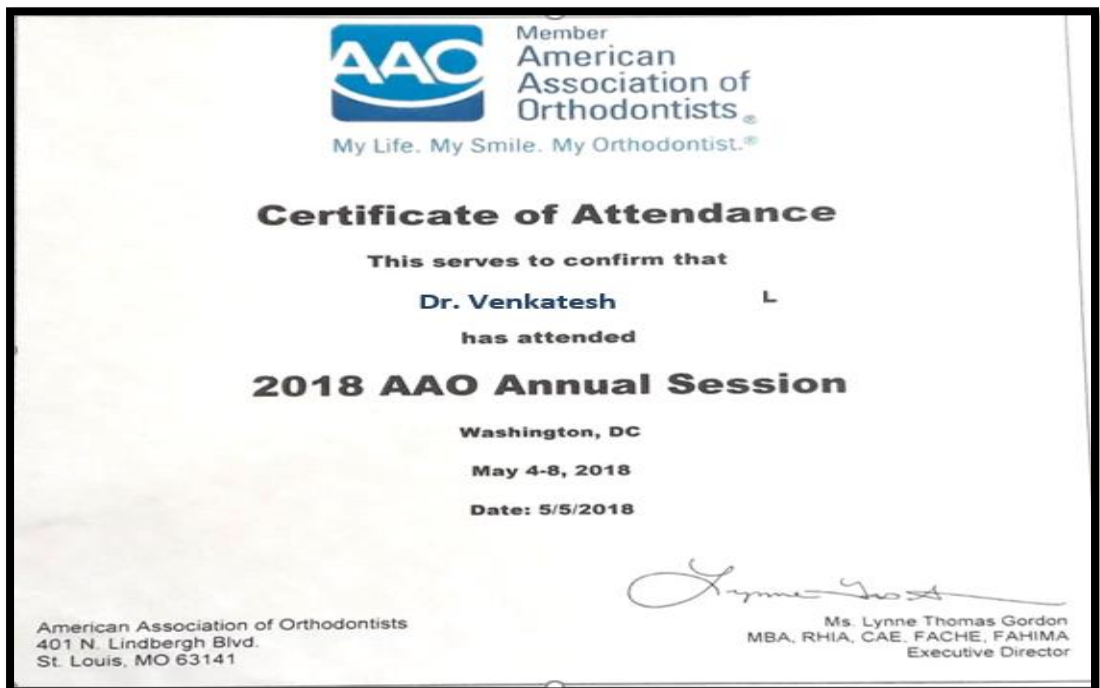 AAO
Member
American
Association of
Orthodontists®
My Life. My Smile. My Orthodontist.®
Certificate of Attendance
This serves to confirm that
Dr. Venkatesh L
has attended
2018 AAO Annual Session
Washington, DC
May 4-8, 2018
Date: 5/5/2018
American Association of Orthodontists
401 N. Lindbergh Blvd.
St. Louis, MO 63141
Ms. Lynne Thomas Gordon
MBA, RHIA, CAE, FACHE, FAHIMA
Executive Director